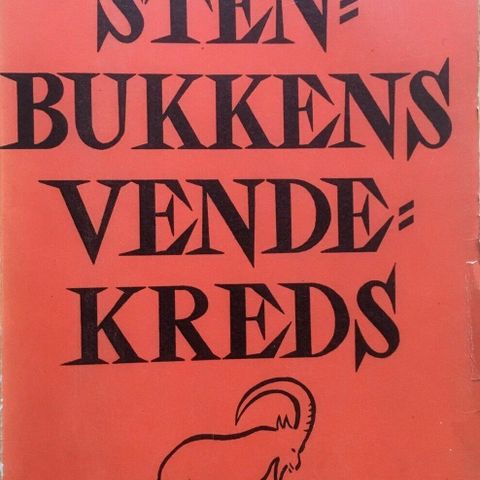 STEN=
BUKKENS
VENDE=
KREDS